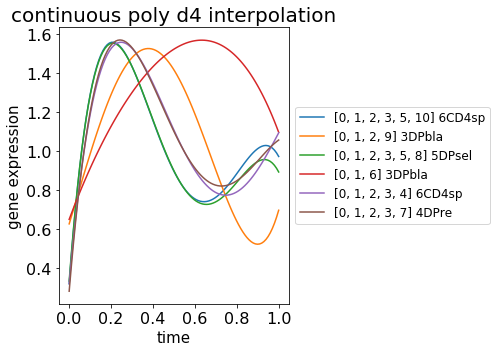 continuous poly d4 interpolation
gene expression
1.6
1.4
1.2
1.0
0.8
0.6
0.4
0.0 0.2 0.4 0.6 0.8 1.0
time
[0, 1, 2, 3, 5, 10] 6CD4sp
[0, 1, 2, 9] 3DPbla
[0, 1, 2, 3, 5, 8] 5DPsel
[0, 1, 6] 3DPbla
[0, 1, 2, 3, 4] 6CD4sp
[0, 1, 2, 3, 7] 4DPre